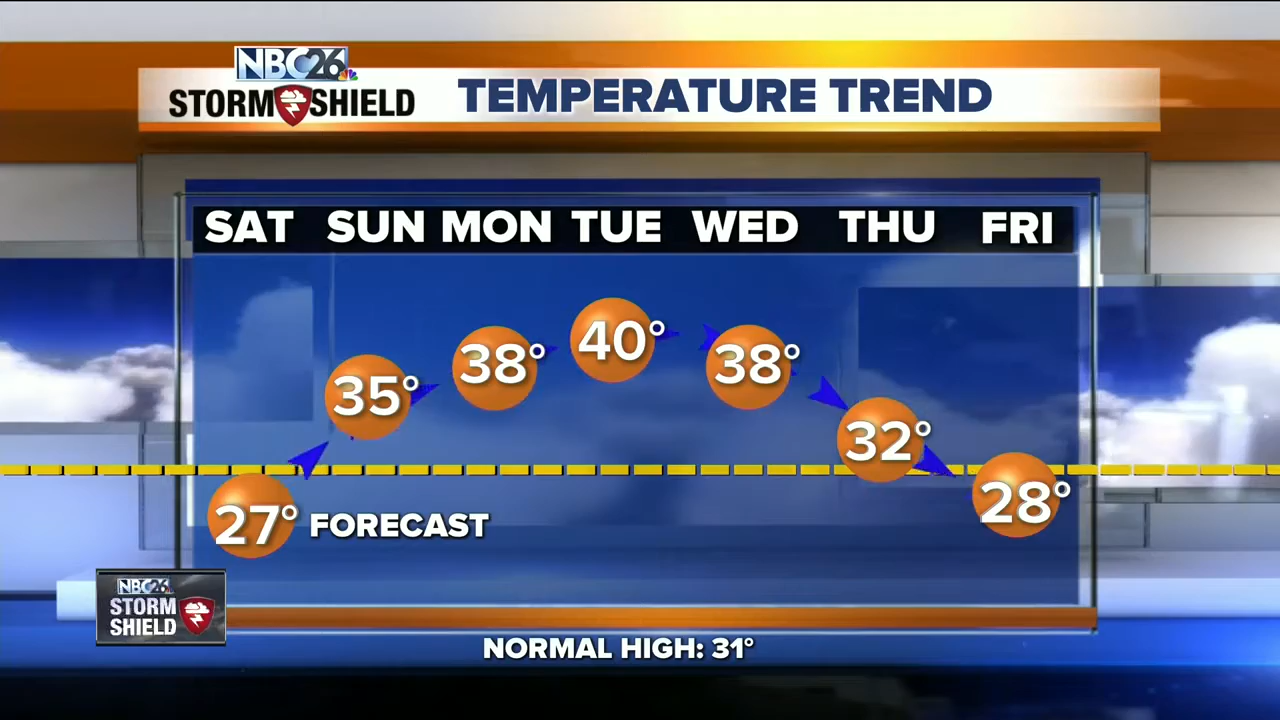 NBC26
STORM SHIELD
TEMPERATURE TREND
SAT SUN MON TUE WED THU FRI
27° 35° 38° 40° 38° 32° 28°
FORECAST
NBC26
STORM
SHIELD
NORMAL HIGH: 31°